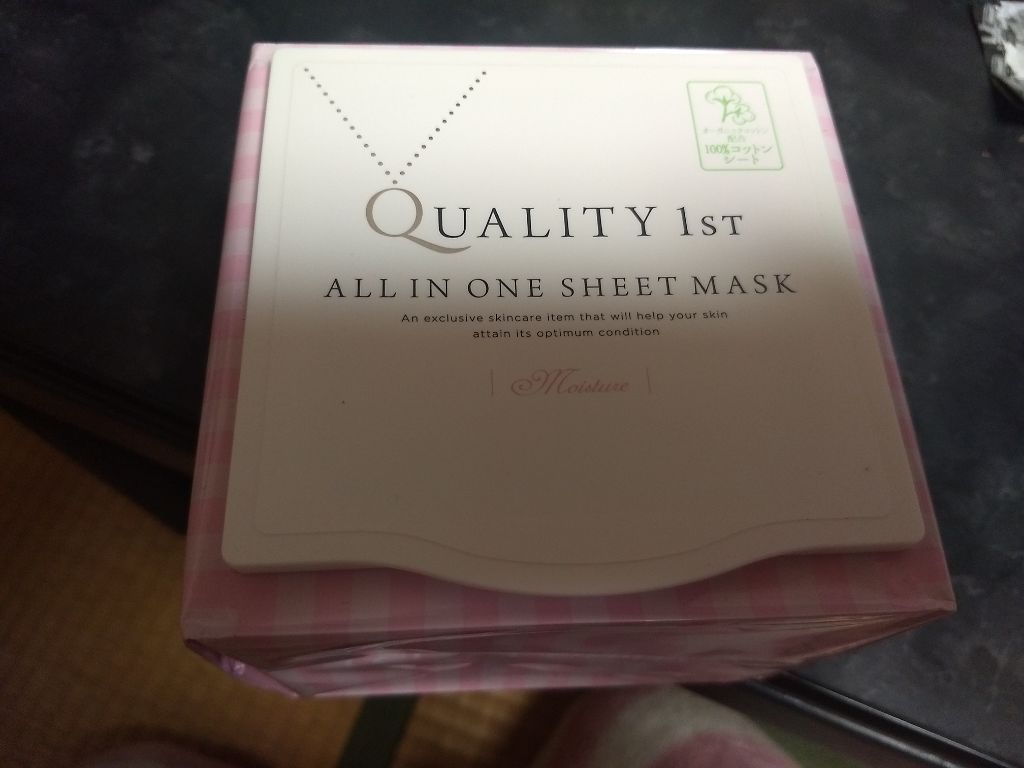 オーガニックコットン
配合
100%コットン
シート
QUALITY 1ST
ALL IN ONE SHEET MASK
An exclusive skincare item that will help your skin
attain its optimum condition
Moisture